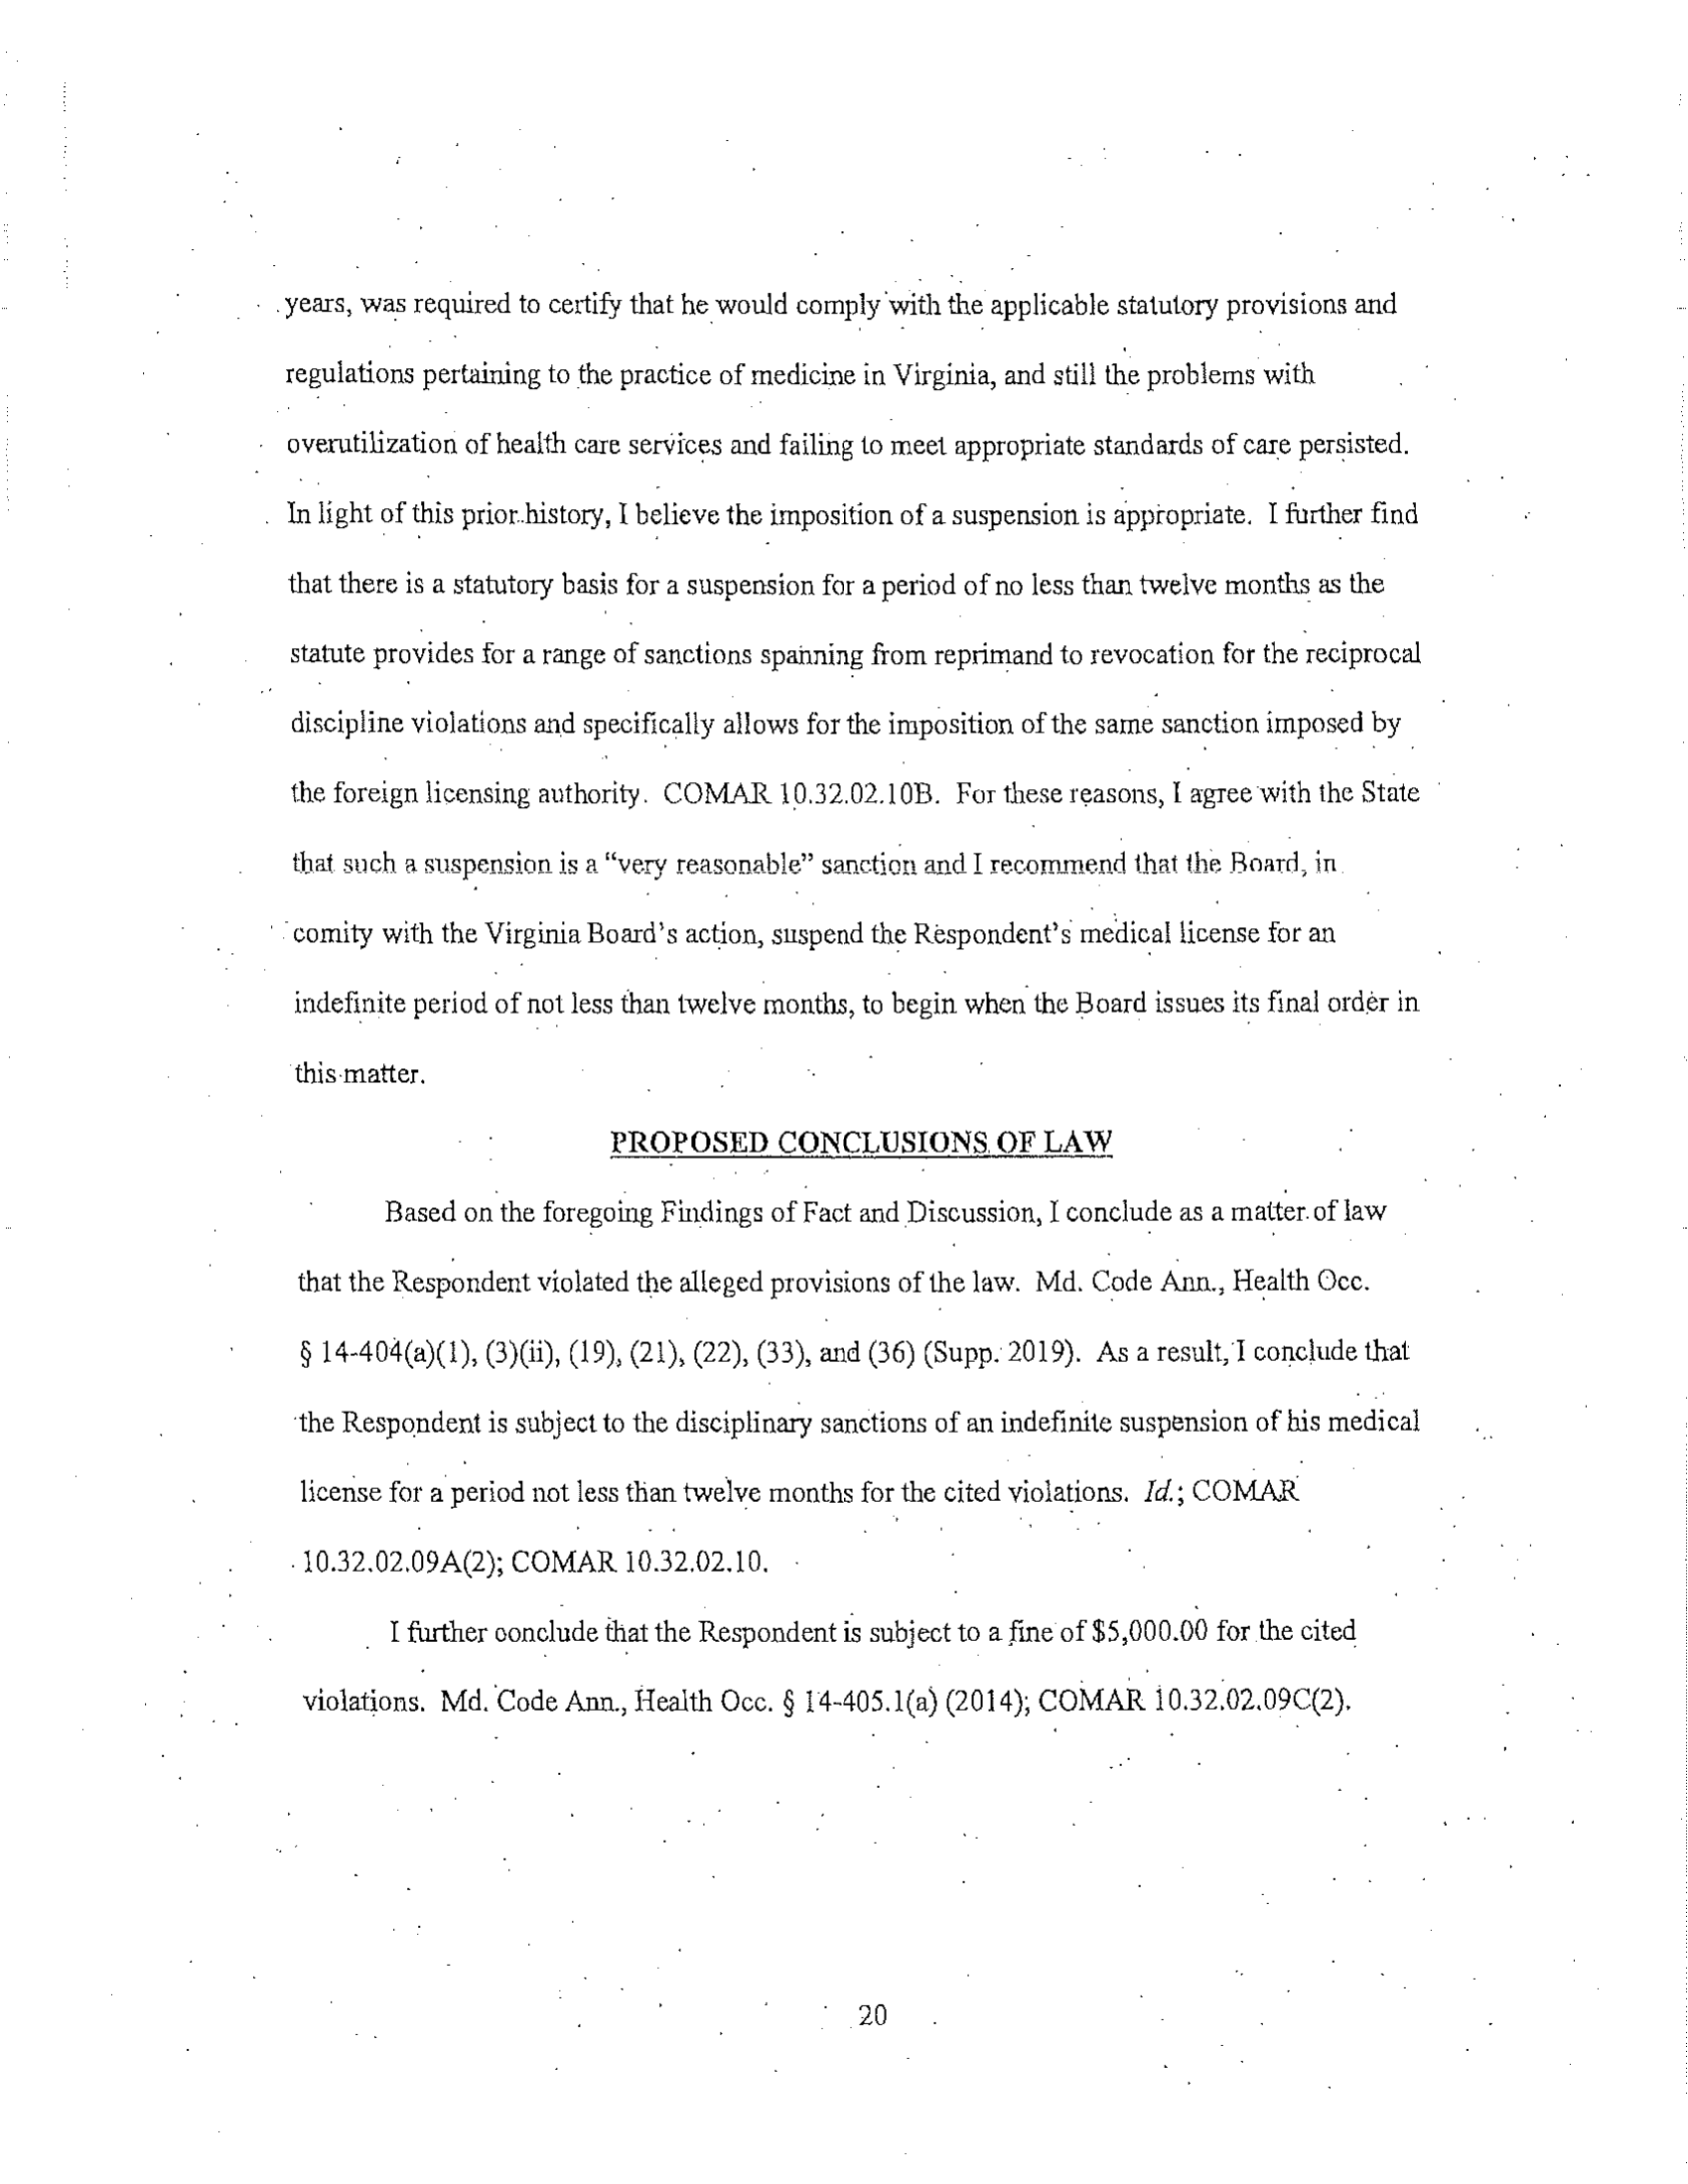 years, was required to certify that he would comply with the applicable statutory provisions and
regulations pertaining to the practice of medicine in Virginia, and still the problems with
overutilization of health care services and failing to meet appropriate standards of care persisted.
In light of this prior history, I believe the imposition of a suspension is appropriate. I further find
that there is a statutory basis for a suspension for a period of no less than twelve months as the
statute provides for a range of sanctions spanning from reprimand to revocation for the reciprocal
discipline violations and specifically allows for the imposition of the same sanction imposed by
the foreign licensing authority. COMAR 10.32.02.10B. For these reasons, I agree with the State
that such a suspension is a “very reasonable” sanction and I recommend that the Board, in
comity with the Virginia Board’s action, suspend the Respondent’s medical license for an
indefinite period of not less than twelve months, to begin when the Board issues its final order in
this matter.
PROPOSED CONCLUSIONS OF LAW
Based on the foregoing Findings of Fact and Discussion, I conclude as a matter of law
that the Respondent violated the alleged provisions of the law. Md. Code Ann., Health Occ.
§ 14-404(a)(1), (3)(ii), (19), (21), (22), (33), and (36) (Supp. 2019). As a result, I conclude that
the Respondent is subject to the disciplinary sanctions of an indefinite suspension of his medical
license for a period not less than twelve months for the cited violations. Id.; COMAR
10.32.02.09A(2); COMAR 10.32.02.10.
I further conclude that the Respondent is subject to a fine of $5,000.00 for the cited
violations. Md. Code Ann., Health Occ. § 14-405.1(a) (2014); COMAR 10.32.02.09C(2).
20